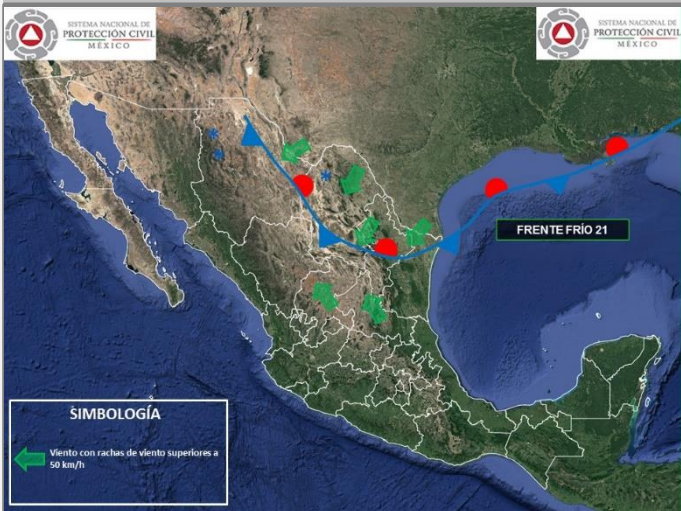 SISTEMA NACIONAL DE
PROTECCIÓN CIVIL
MÉXICO
SISTEMA NACIONAL DE
PROTECCIÓN CIVIL
MÉXICO
FRENTE FRÍO 21
SIMBOLOGÍA
Viento con rachas de viento superiores a
50 km/h